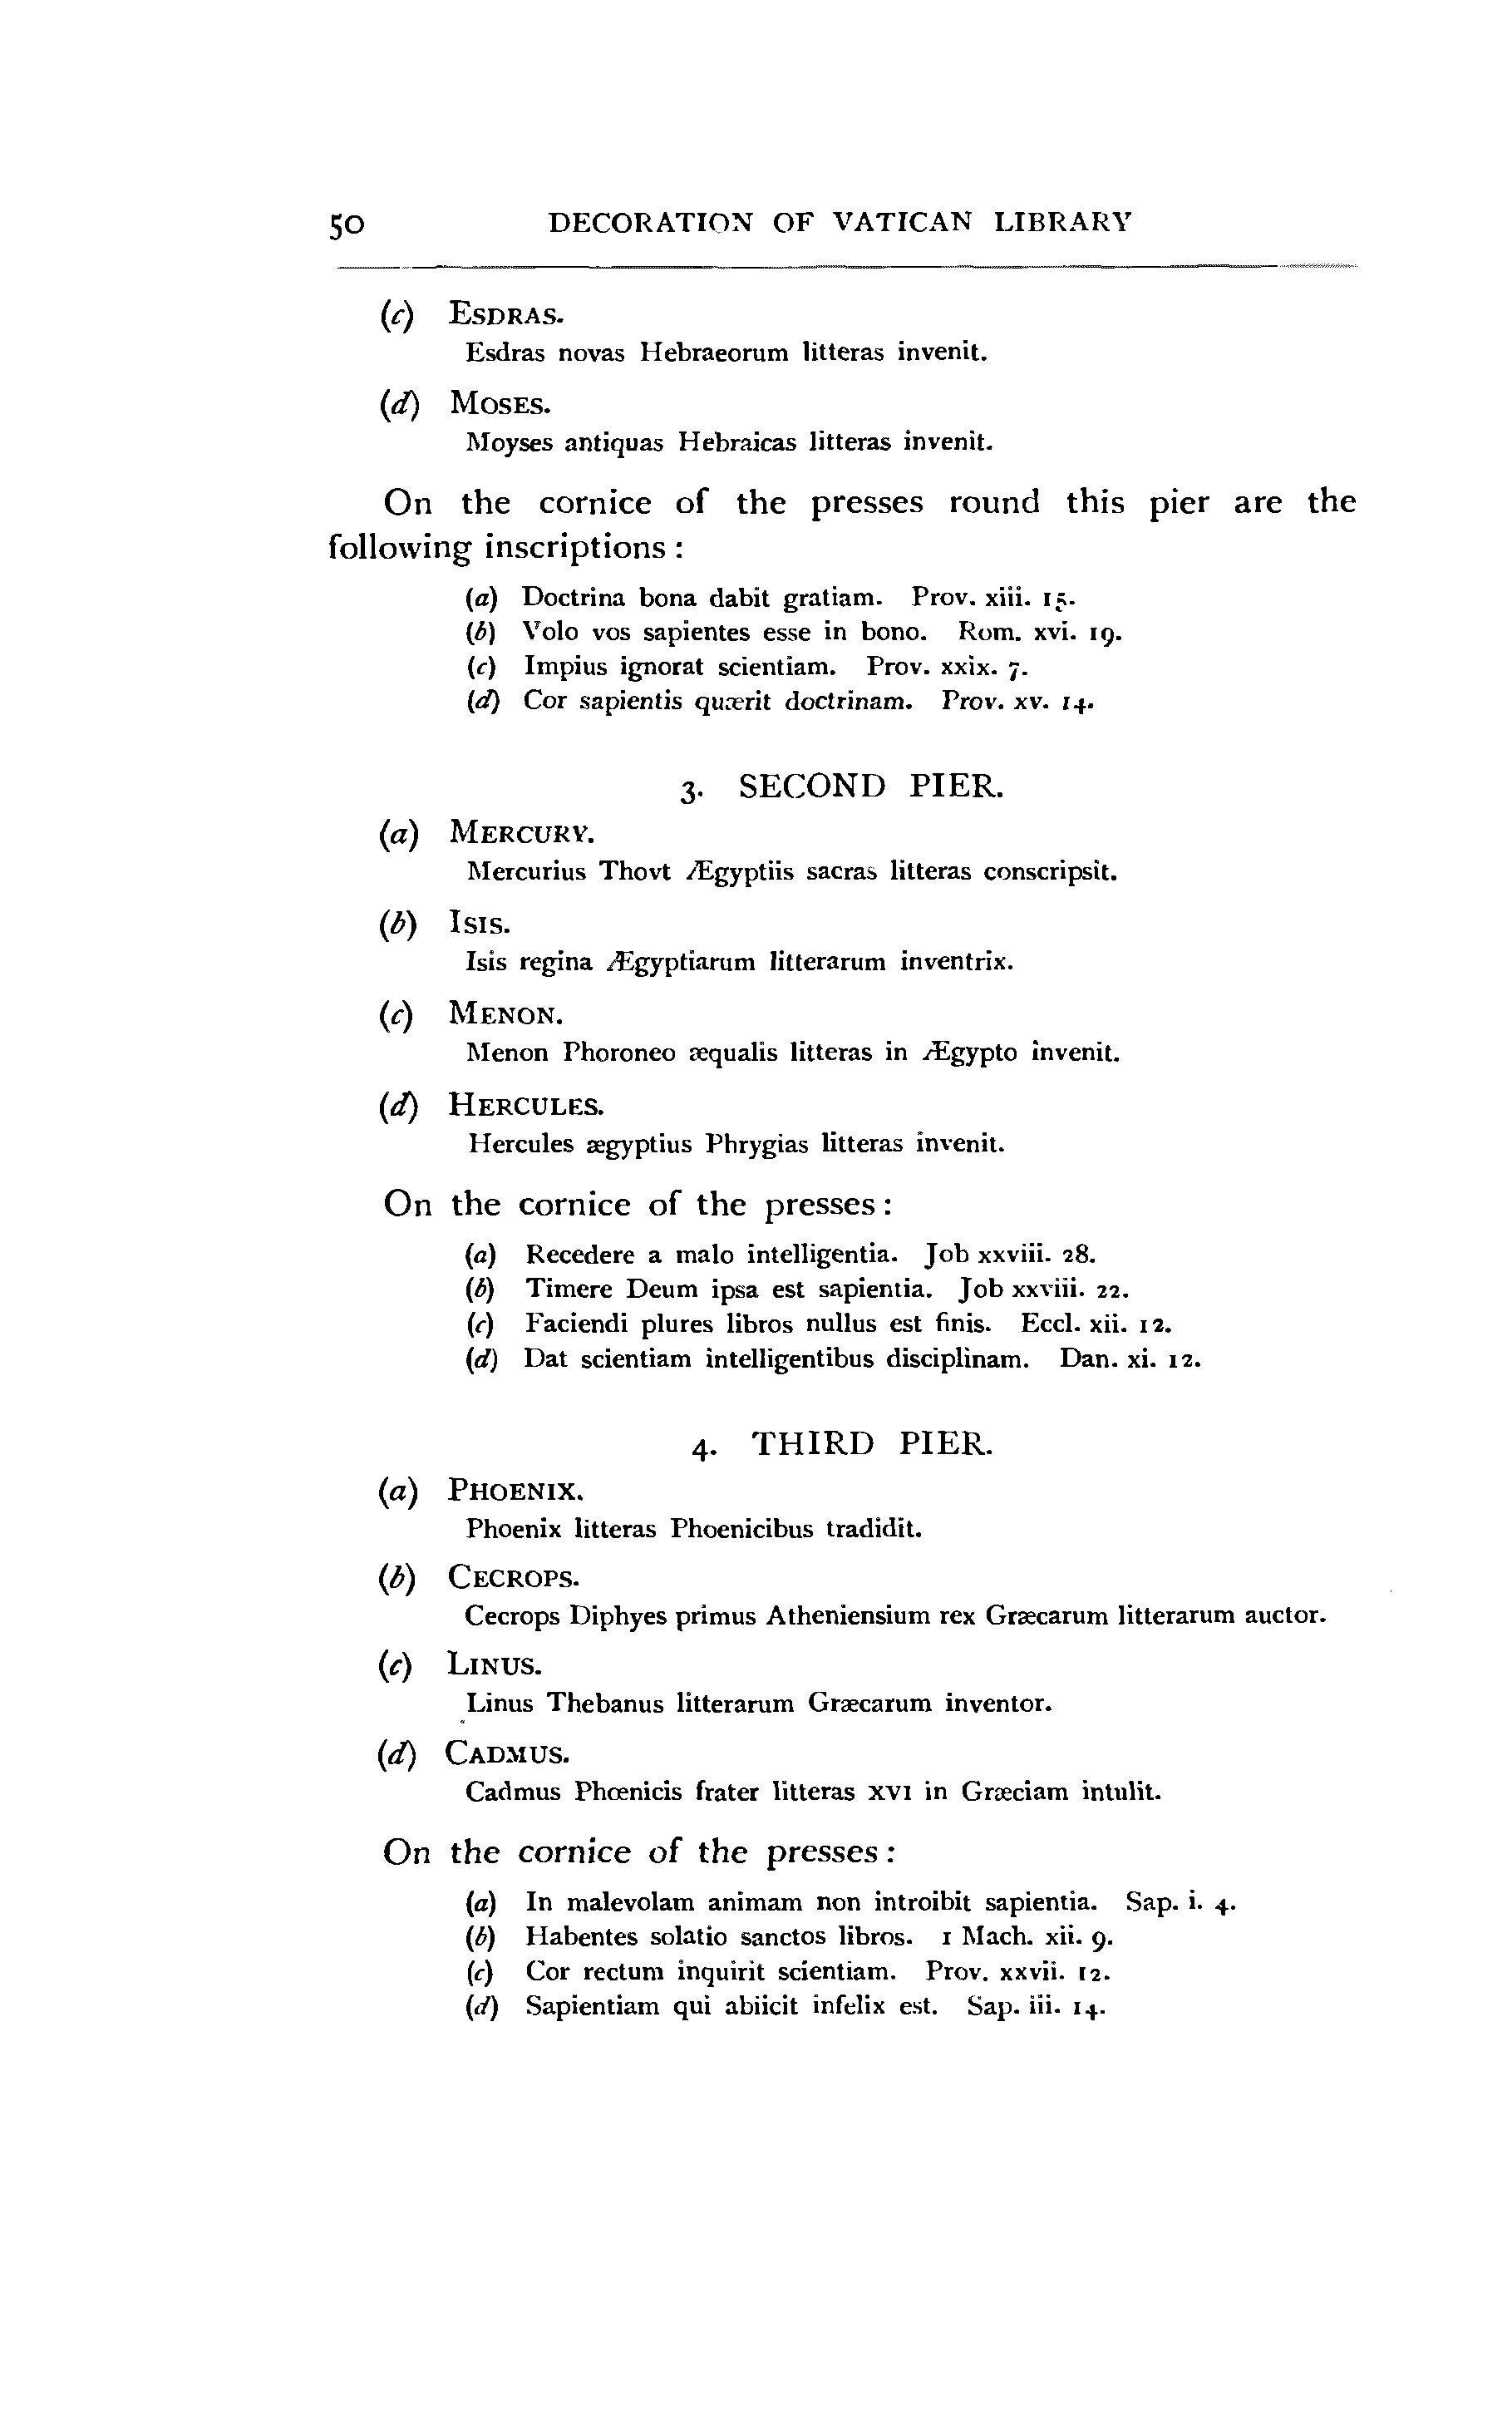 50 DECORATION OF VATICAN LIBRARY
(c) ESDRAS.
Esdras novas Hebraeorum litteras invenit.
(d) MOSES.
Moyses antiquas Hebraicas litteras invenit.
On the cornice of the presses round this pier are the
following inscriptions :
(a) Doctrina bona dabit gratiam. Prov. xiii. 15.
(b) Volo vos sapientes esse in bono. Rom. xvi. 19.
(c) Impius ignorat scientiam. Prov. xxix. 7.
(d) Cor sapientis quærit doctrinam. Prov. xv. 14.
3. SECOND PIER.
(a) MERCURY.
Mercurius Thovt Ægyptiis sacras litteras conscripsit.
(b) ISIS.
Isis regina Ægyptiarum litterarum inventrix.
(c) MENON.
Menon Phoroneo æqualis litteras in Ægypto invenit.
(d) HERCULES.
Hercules ægyptius Phrygias litteras invenit.
On the cornice of the presses :
(a) Recedere a malo intelligentia. Job xxviii. 28.
(b) Timere Deum ipsa est sapientia. Job xxviii. 22.
(c) Faciendi plures libros nullus est finis. Eccl. xii. 12.
(d) Dat scientiam intelligentibus disciplinam. Dan. xi. 12.
4. THIRD PIER.
(a) PHOENIX.
Phoenix litteras Phoenicibus tradidit.
(b) CECROPS.
Cecrops Diphyes primus Atheniensium rex Græcarum litterarum auctor.
(c) LINUS.
Linus Thebanus litterarum Græcarum inventor.
(d) CADMUS.
Cadmus Phœnicis frater litteras XVI in Græciam intulit.
On the cornice of the presses :
(a) In malevolam animam non introibit sapientia. Sap. i. 4.
(b) Habentes solatio sanctos libros. 1 Mach. xii. 9.
(c) Cor rectum inquirit scientiam. Prov. xxvii. 12.
(d) Sapientiam qui abiicit infelix est. Sap. iii. 14.